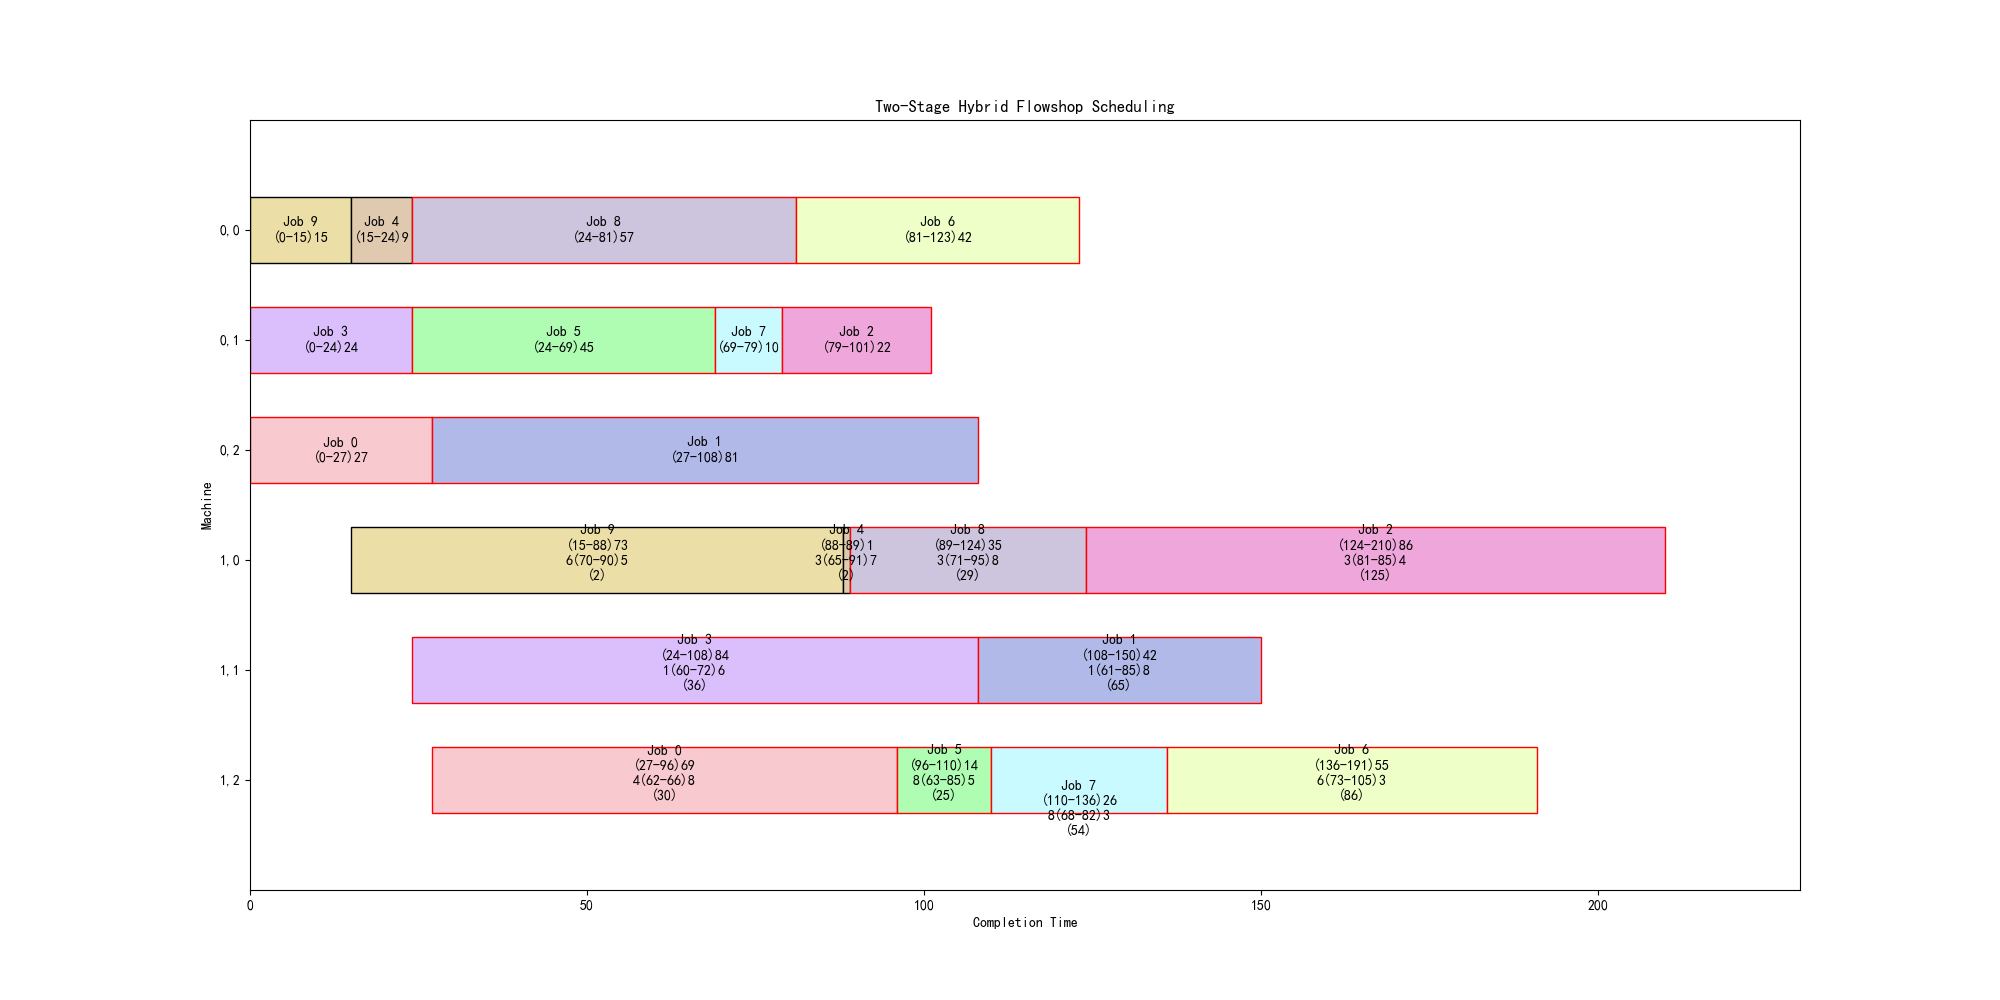 Two-Stage Hybrid Flowshop Scheduling
Machine
0,0
Job 9
(0-15)15
Job 4
(15-24)9
Job 8
(24-81)57
Job 6
(81-123)42
0,1
Job 3
(0-24)24
Job 5
(24-69)45
Job 7
(69-79)10
Job 2
(79-101)22
0,2
Job 0
(0-27)27
Job 1
(27-108)81
1,0
Job 9
(15-88)73
6(70-90)5
(2)
Job 4
(88-89)1
3(65-91)7
(2)
Job 8
(89-124)35
3(71-95)8
(29)
Job 2
(124-210)86
3(81-85)4
(125)
1,1
Job 3
(24-108)84
1(60-72)6
(36)
Job 1
(108-150)42
1(61-85)8
(65)
1,2
Job 0
(27-96)69
4(62-66)8
(30)
Job 5
(96-110)14
8(63-85)5
(25)
Job 7
(110-136)26
8(68-82)3
(54)
Job 6
(136-191)55
6(73-105)3
(86)
0
50
100
150
200
Completion Time